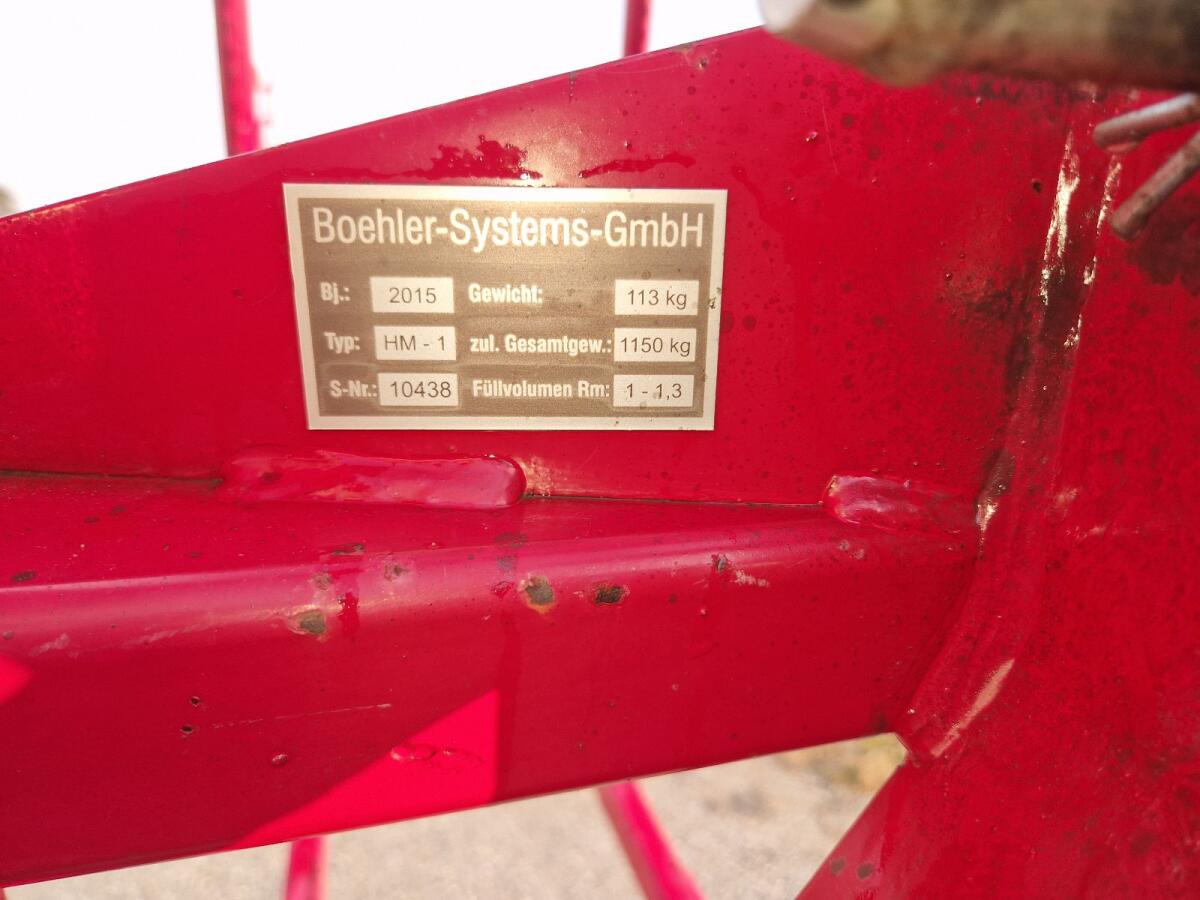 Boehler-Systems-GmbH
Bj.: 2015 Gewicht: 113 kg
Typ: HM - 1 zul. Gesamtgew.: 1150 kg
S-Nr.: 10438 Füllvolumen Rm: 1 - 1,3